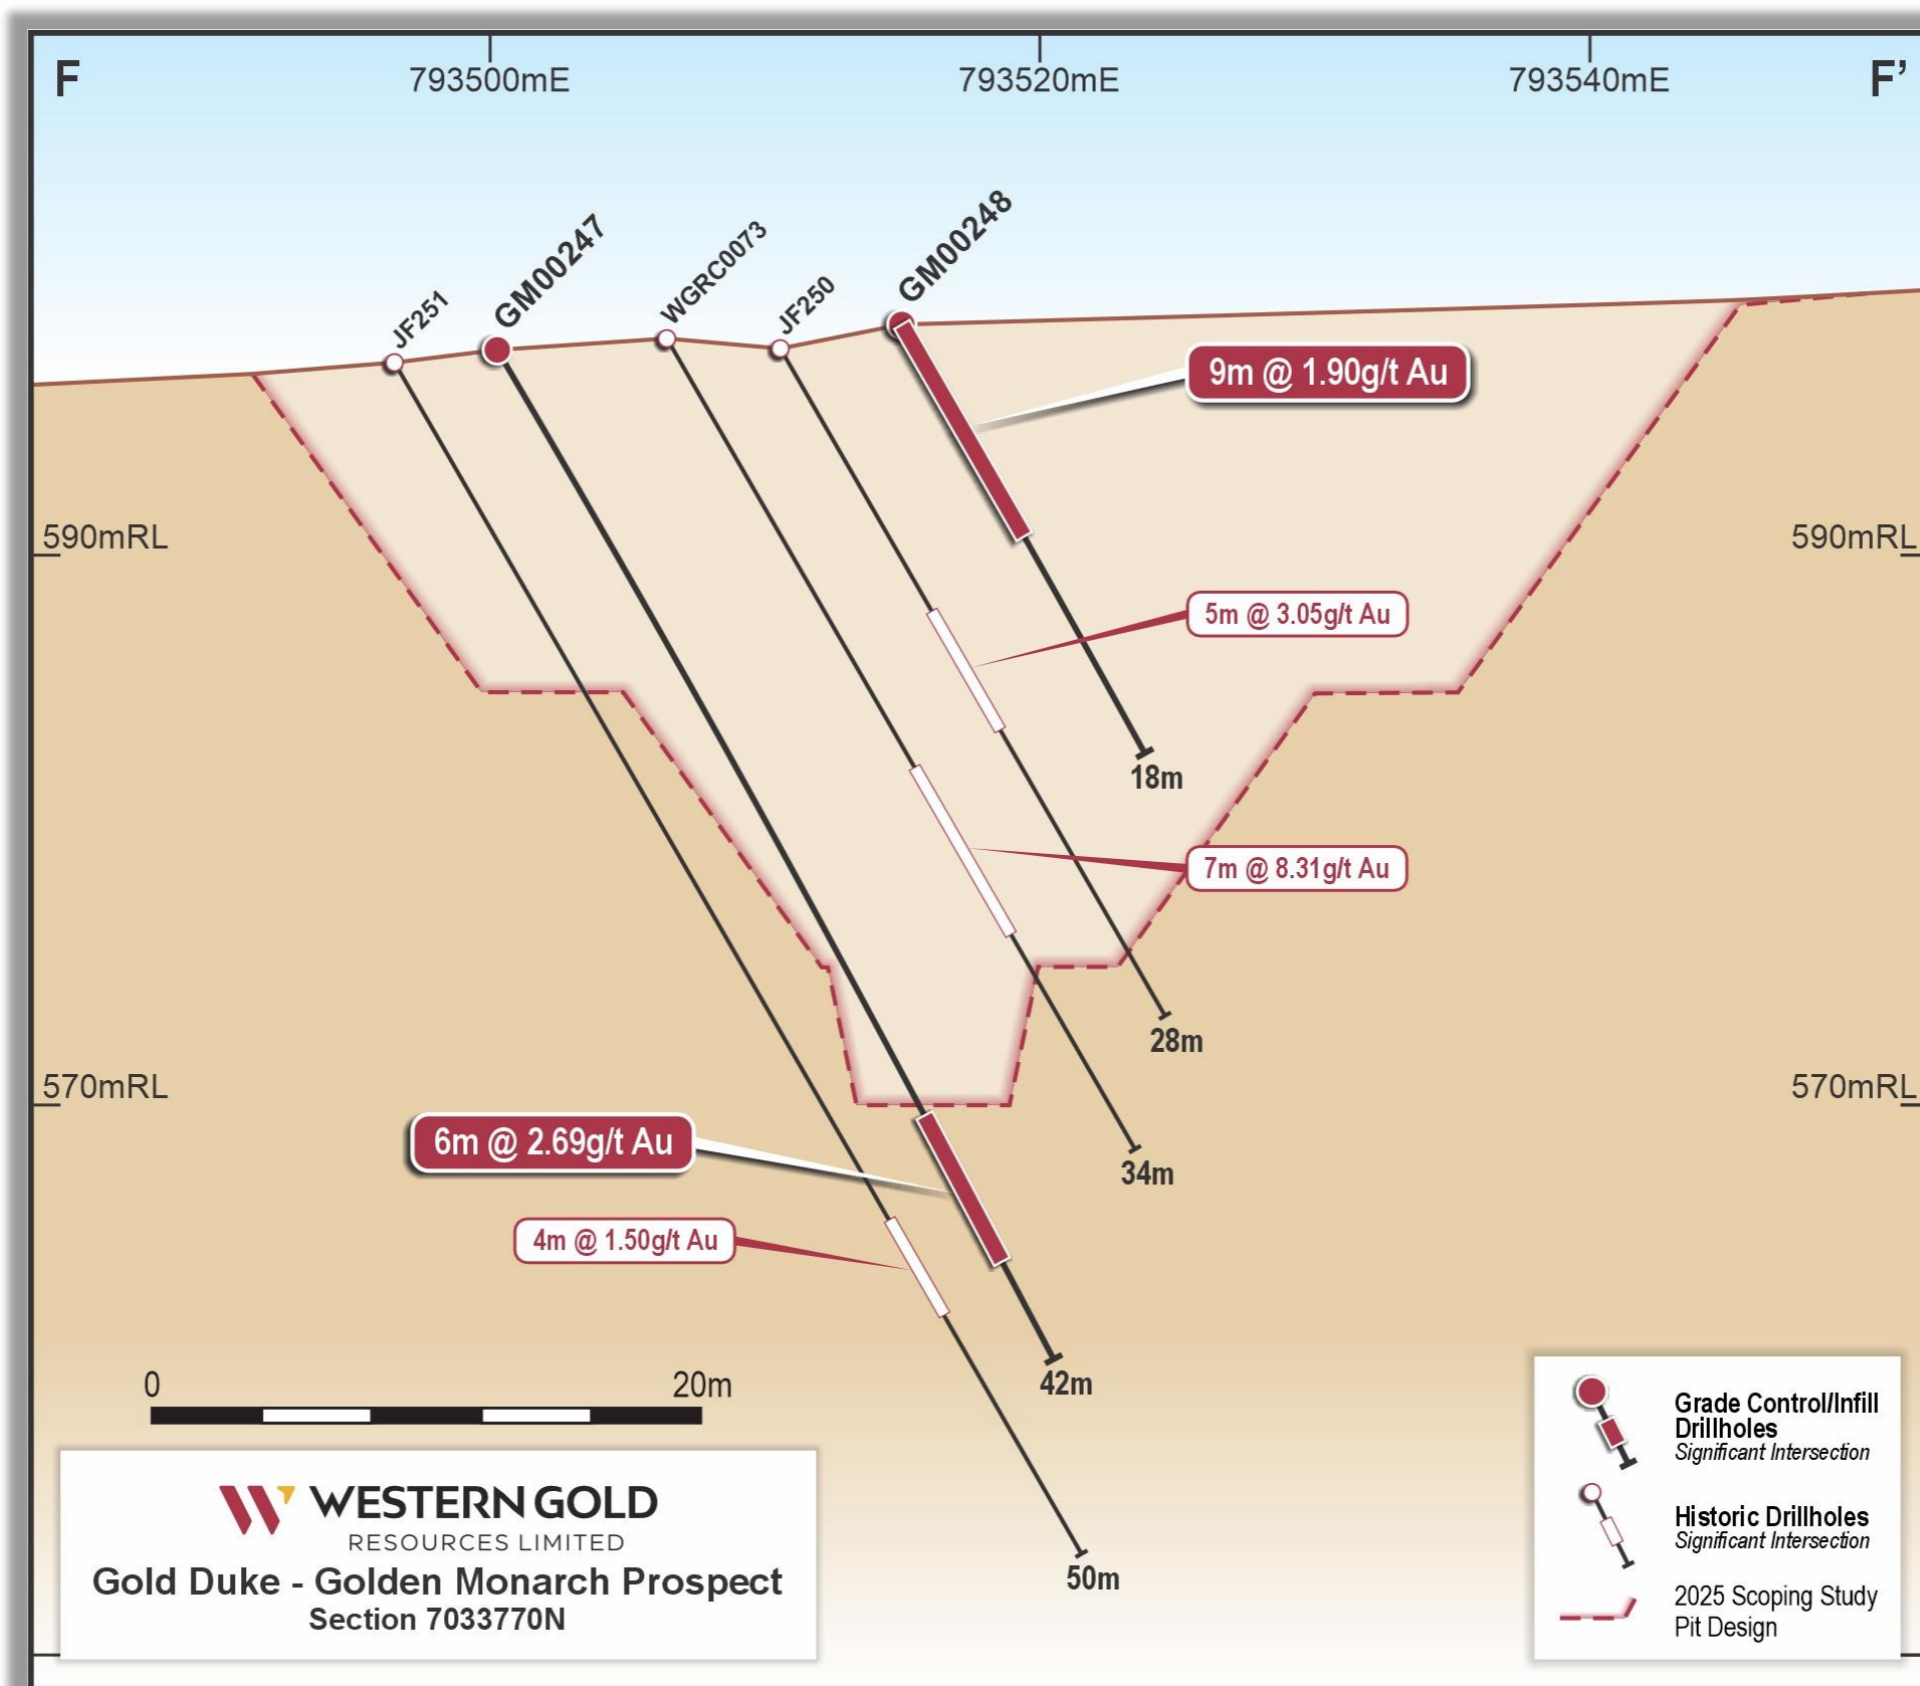 F
793500mE
793520mE
793540mE
F’
JF251
GM00247
WGRC0073
JF250
GM00248
9m @ 1.90g/t Au
590mRL
590mRL
5m @ 3.05g/t Au
18m
7m @ 8.31g/t Au
28m
570mRL
570mRL
6m @ 2.69g/t Au
34m
4m @ 1.50g/t Au
42m
0
20m
50m
WESTERN GOLD
RESOURCES LIMITED
Gold Duke - Golden Monarch Prospect
Section 7033770N
Grade Control/Infill
Drillholes
Significant Intersection
Historic Drillholes
Significant Intersection
2025 Scoping Study
Pit Design